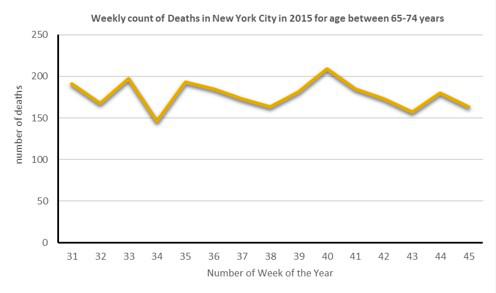 Weekly count of Deaths in New York City in 2015 for age between 65-74 years
250
200
150
100
50
0
number of deaths
31 32 33 34 35 36 37 38 39 40 41 42 43 44 45
Number of Week of the Year